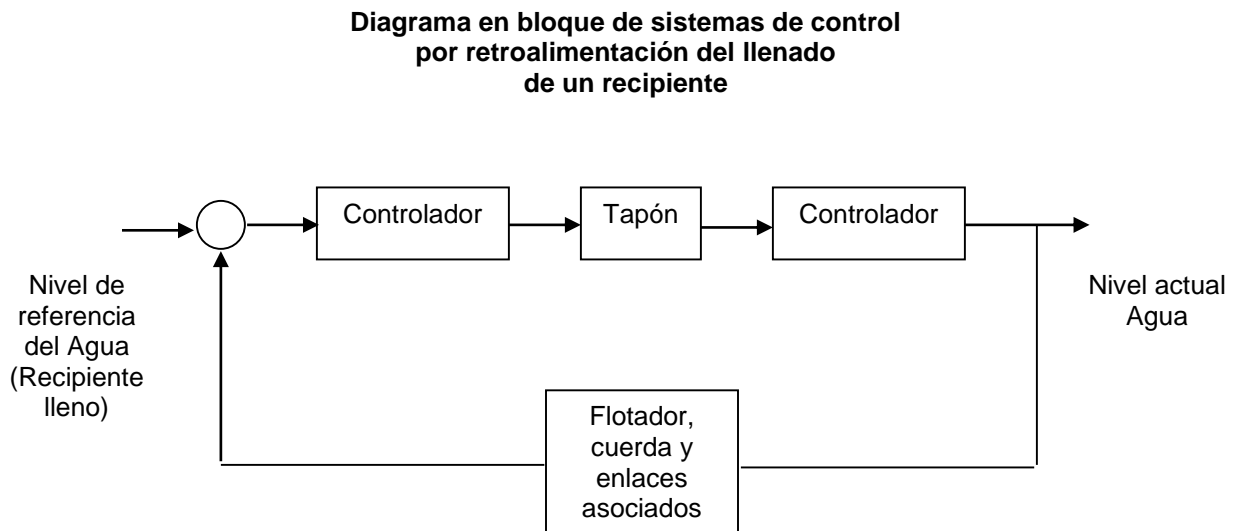 Diagrama en bloque de sistemas de control
por retroalimentación del llenado
de un recipiente
Controlador
Tapón
Controlador
Nivel de
referencia
del Agua
(Recipiente
lleno)
Nivel actual
Agua
Flotador,
cuerda y
enlaces
asociados